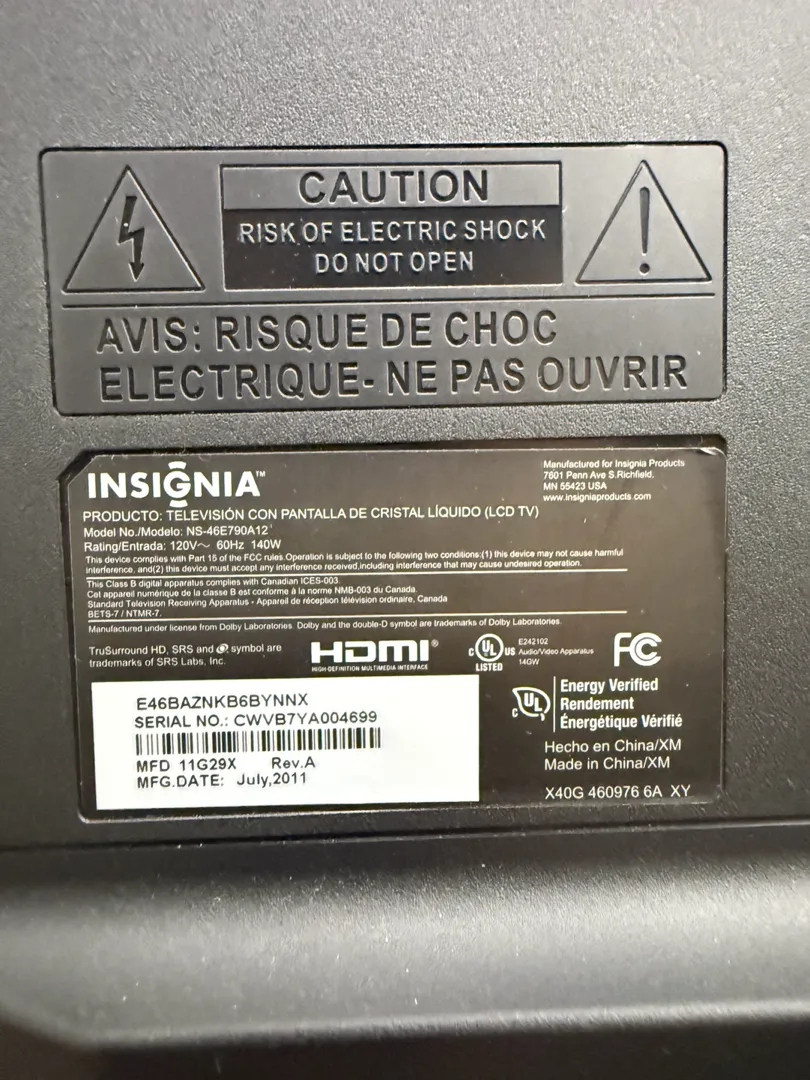 CAUTION
RISK OF ELECTRIC SHOCK
DO NOT OPEN
AVIS: RISQUE DE CHOC
ELECTRIQUE- NE PAS OUVRIR
INSIGNIA™
Manufactured for Insignia Products
7601 Penn Ave S.Richfield,
MN 55423 USA
www.insigniaproducts.com
PRODUCTO: TELEVISIÓN CON PANTALLA DE CRISTAL LÍQUIDO (LCD TV)
Model No./Modelo: NS-46E790A12
Rating/Entrada: 120V～ 60Hz 140W
This device complies with Part 15 of the FCC rules.Operation is subject to the following two conditions:(1) this device may not cause harmful
interference, and(2) this device must accept any interference received,including interference that may cause undesired operation.
This Class B digital apparatus complies with Canadian ICES-003.
Cet appareil numérique de la classe B est conforme à la norme NMB-003 du Canada.
Standard Television Receiving Apparatus - Appareil de réception télévision ordinaire, Canada
BETS-7 / NTMR-7.
Manufactured under license from Dolby Laboratories. Dolby and the double-D symbol are trademarks of Dolby Laboratories.
TruSurround HD, SRS and symbol are
trademarks of SRS Labs, Inc.
HDMI®
HIGH-DEFINITION MULTIMEDIA INTERFACE
c UL US
LISTED
E242102
Audio/Video Apparatus
14GW
FC
E46BAZNKB6BYNNX
SERIAL NO.: CWVB7YA004699
MFD 11G29X Rev.A
MFG.DATE: July,2011
c UL
Energy Verified
Rendement
Énergétique Vérifié
Hecho en China/XM
Made in China/XM
X40G 460976 6A XY